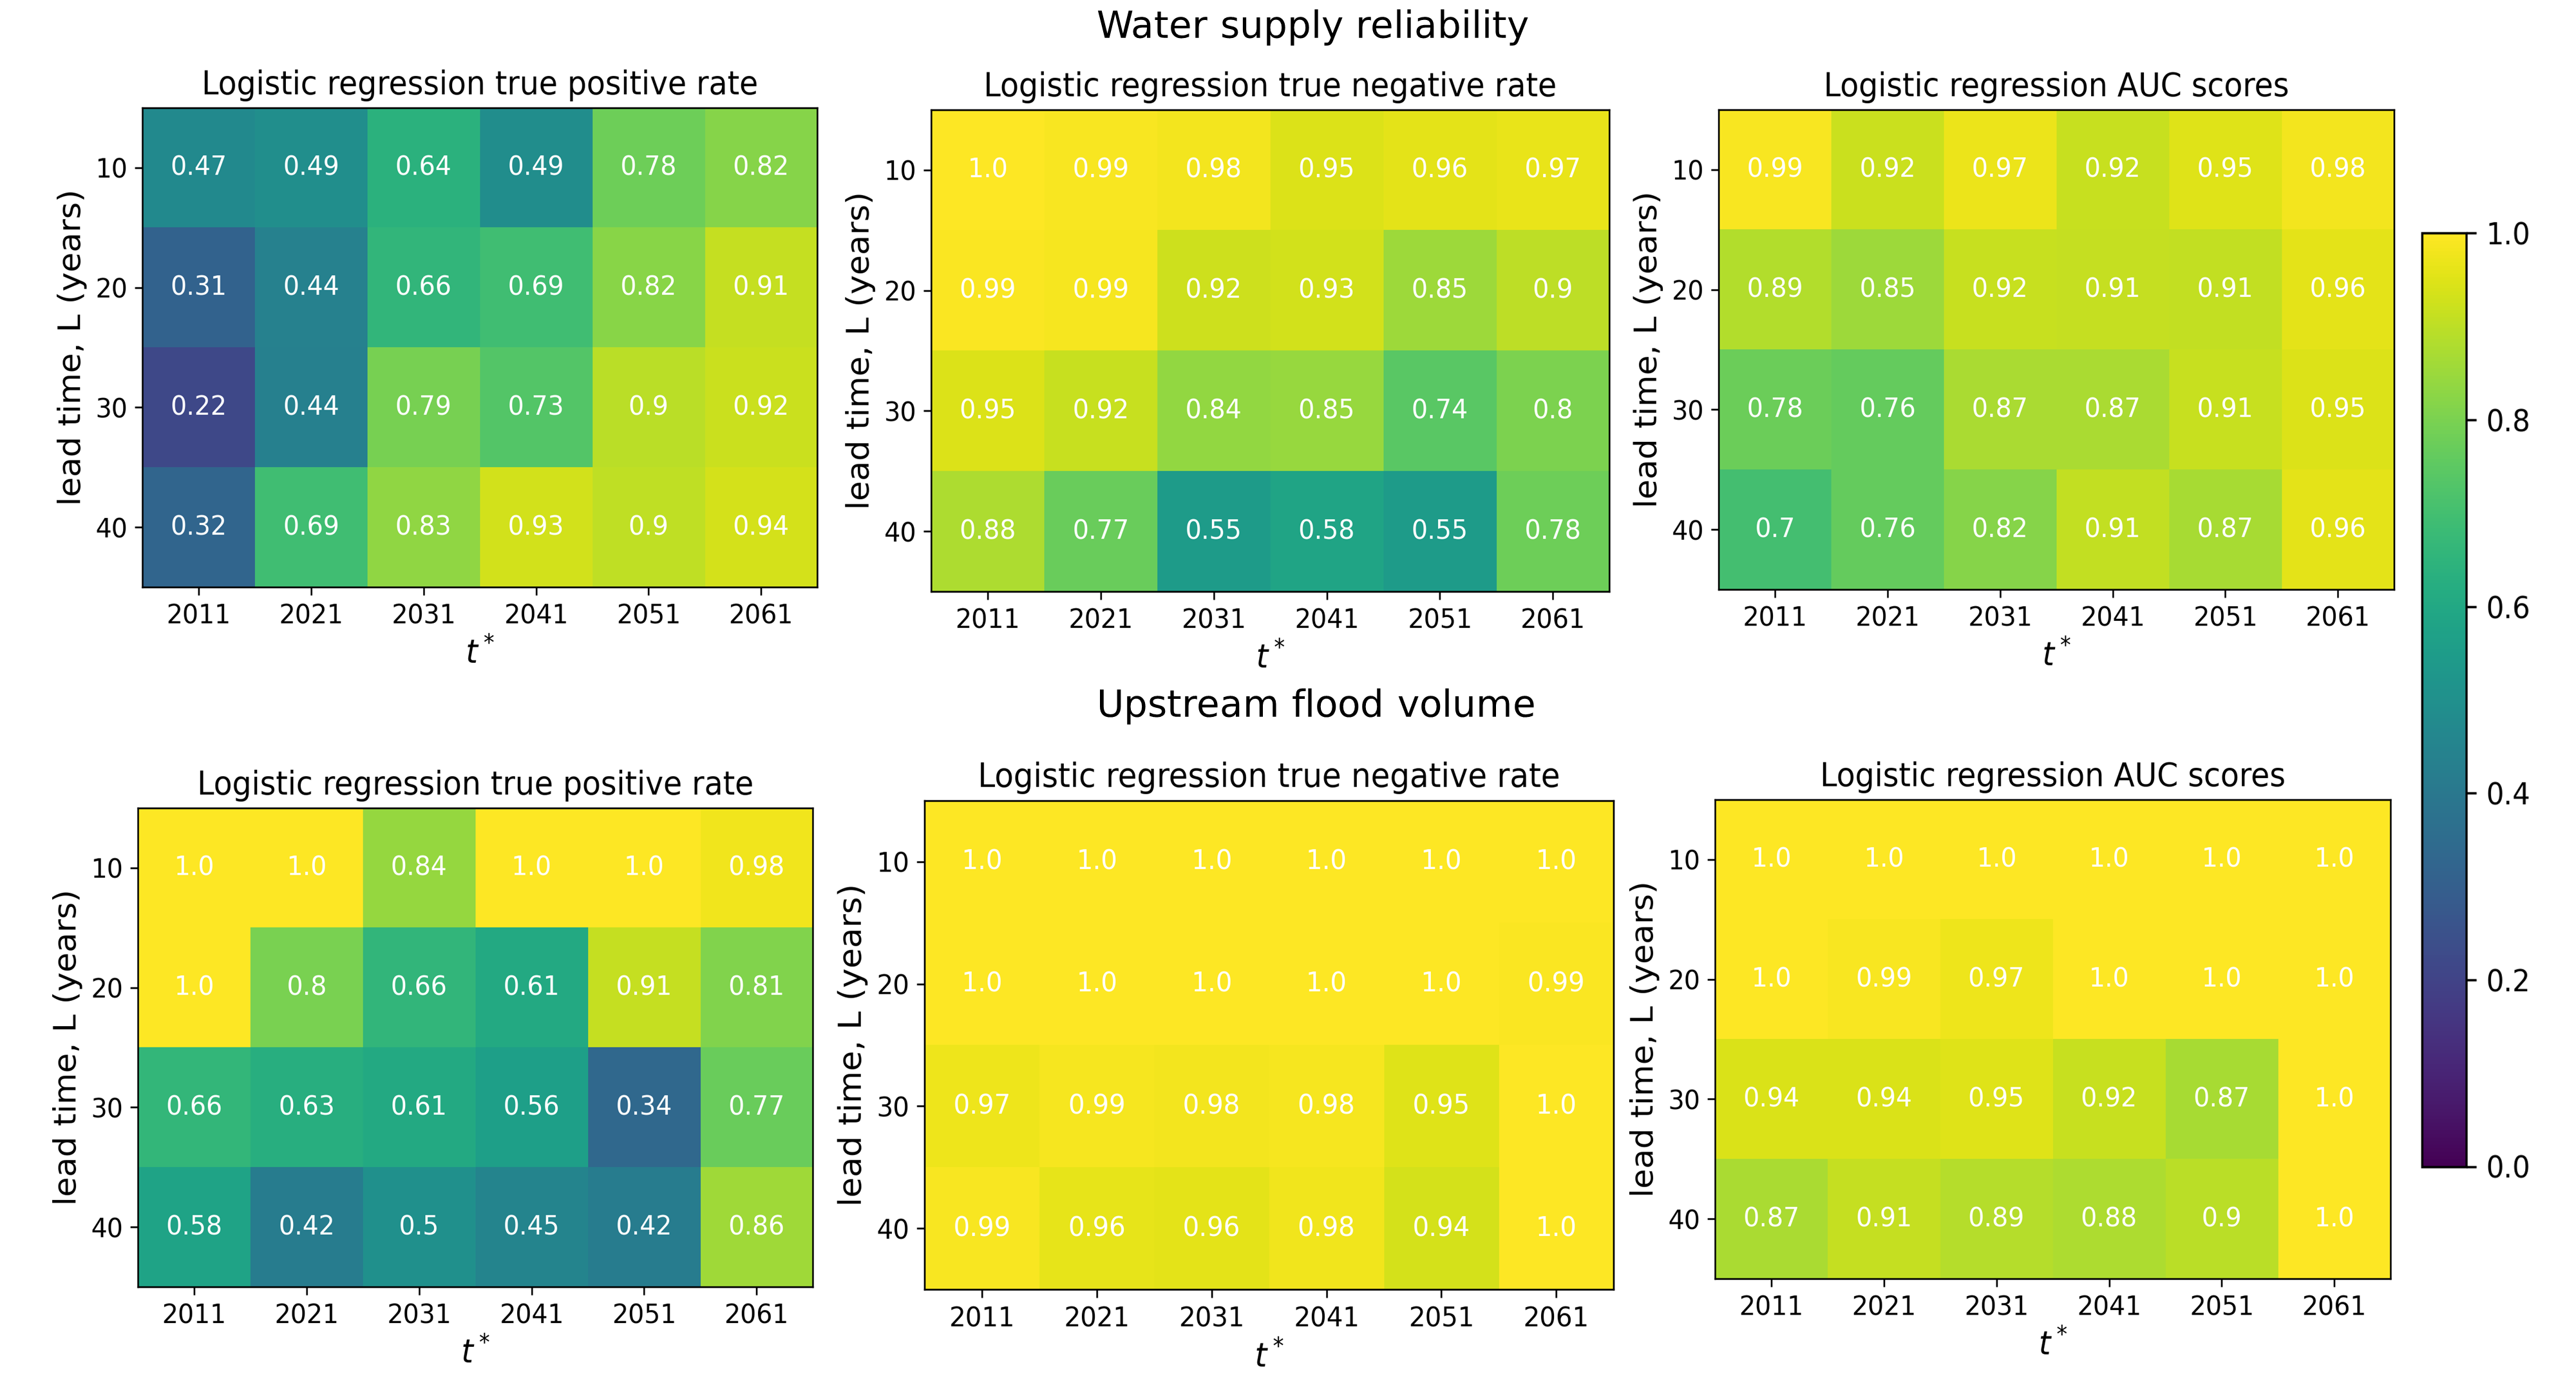 Water supply reliability
Logistic regression true positive rate
lead time, L (years)
10 0.47 0.49 0.64 0.49 0.78 0.82
20 0.31 0.44 0.66 0.69 0.82 0.91
30 0.22 0.44 0.79 0.73 0.9 0.92
40 0.32 0.69 0.83 0.93 0.9 0.94
2011 2021 2031 2041 2051 2061
t*
Logistic regression true negative rate
lead time, L (years)
10 1.0 0.99 0.98 0.95 0.96 0.97
20 0.99 0.99 0.92 0.93 0.85 0.9
30 0.95 0.92 0.84 0.85 0.74 0.8
40 0.88 0.77 0.55 0.58 0.55 0.78
2011 2021 2031 2041 2051 2061
t*
Logistic regression AUC scores
lead time, L (years)
10 0.99 0.92 0.97 0.92 0.95 0.98
20 0.89 0.85 0.92 0.91 0.91 0.96
30 0.78 0.76 0.87 0.87 0.91 0.95
40 0.7 0.76 0.82 0.91 0.87 0.96
2011 2021 2031 2041 2051 2061
t*
Upstream flood volume
Logistic regression true positive rate
lead time, L (years)
10 1.0 1.0 0.84 1.0 1.0 0.98
20 1.0 0.8 0.66 0.61 0.91 0.81
30 0.66 0.63 0.61 0.56 0.34 0.77
40 0.58 0.42 0.5 0.45 0.42 0.86
2011 2021 2031 2041 2051 2061
t*
Logistic regression true negative rate
lead time, L (years)
10 1.0 1.0 1.0 1.0 1.0 1.0
20 1.0 1.0 1.0 1.0 1.0 0.99
30 0.97 0.99 0.98 0.98 0.95 1.0
40 0.99 0.96 0.96 0.98 0.94 1.0
2011 2021 2031 2041 2051 2061
t*
Logistic regression AUC scores
lead time, L (years)
10 1.0 1.0 1.0 1.0 1.0 1.0
20 1.0 0.99 0.97 1.0 1.0 1.0
30 0.94 0.94 0.95 0.92 0.87 1.0
40 0.87 0.91 0.89 0.88 0.9 1.0
2011 2021 2031 2041 2051 2061
t*
1.0
0.8
0.6
0.4
0.2
0.0